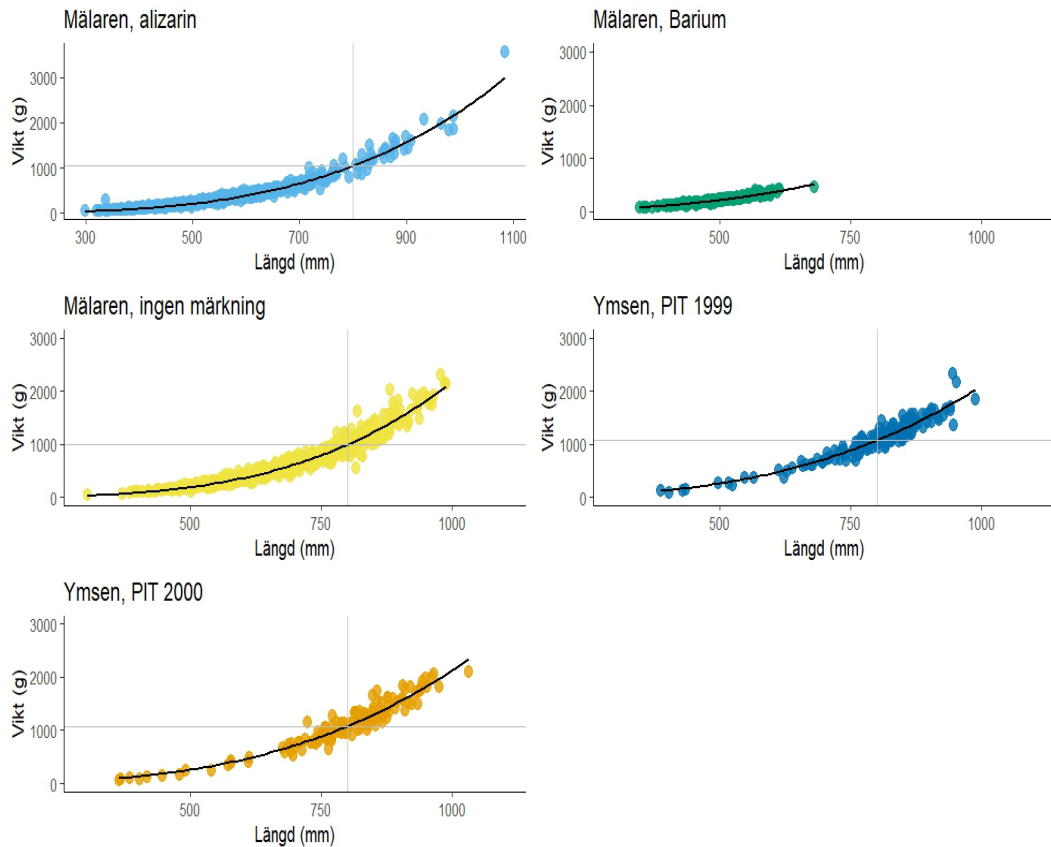 Mälaren, alizarin
Vikt (g)
3000
2000
1000
0
300 500 700 900 1100
Längd (mm)
Mälaren, Barium
Vikt (g)
3000
2000
1000
0
500 750 1000
Längd (mm)
Mälaren, ingen märkning
Vikt (g)
3000
2000
1000
0
500 750 1000
Längd (mm)
Ymsen, PIT 1999
Vikt (g)
3000
2000
1000
0
500 750 1000
Längd (mm)
Ymsen, PIT 2000
Vikt (g)
3000
2000
1000
0
500 750 1000
Längd (mm)